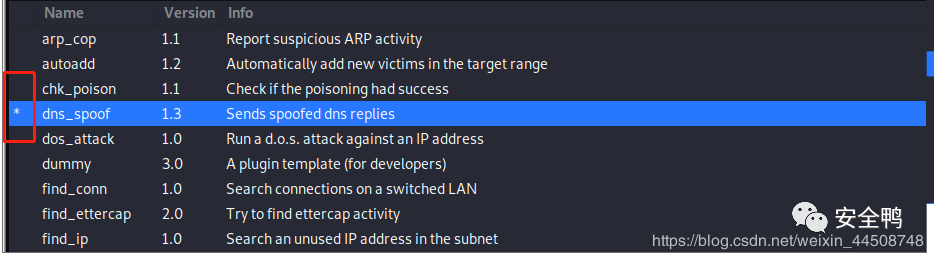 Name Version Info
arp_cop 1.1 Report suspicious ARP activity
autoadd 1.2 Automatically add new victims in the target range
chk_poison 1.1 Check if the poisoning had success
* dns_spoof 1.3 Sends spoofed dns replies
dos_attack 1.0 Run a d.o.s. attack against an IP address
dummy 3.0 A plugin template (for developers)
find_conn 1.0 Search connections on a switched LAN
find_ettercap 2.0 Try to find ettercap activity
find_ip 1.0 Search an unused IP address in the subnet
安全鸭
https://blog.csdn.net/weixin_44508748